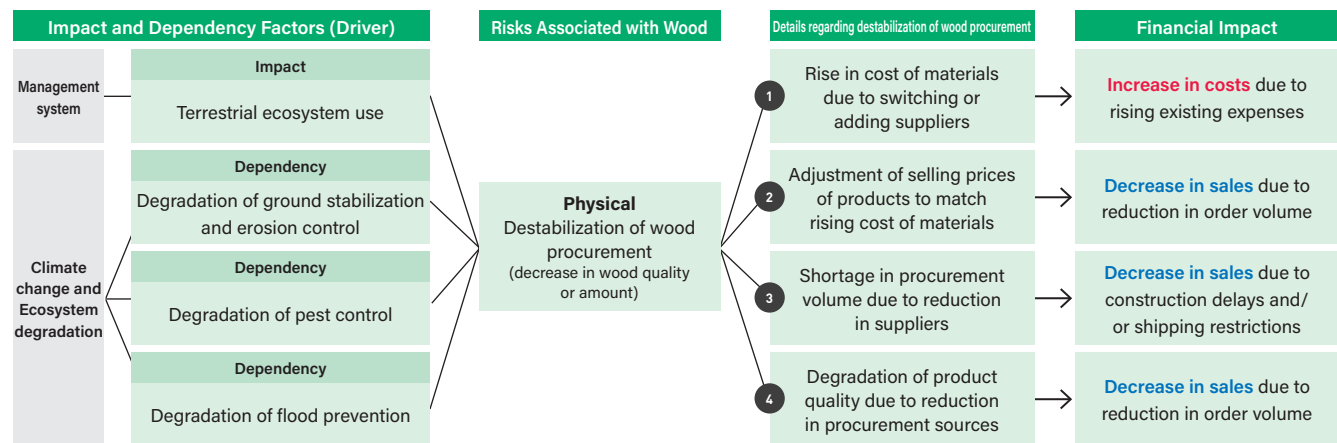 Impact and Dependency Factors (Driver)
Risks Associated with Wood
Details regarding destabilization of wood procurement
Financial Impact
Management
system
Impact
Terrestrial ecosystem use
Climate
change and
Ecosystem
degradation
Dependency
Degradation of ground stabilization
and erosion control
Dependency
Degradation of pest control
Dependency
Degradation of flood prevention
Physical
Destabilization of wood
procurement
(decrease in wood quality
or amount)
1
Rise in cost of materials
due to switching or
adding suppliers
Increase in costs due to
rising existing expenses
2
Adjustment of selling prices
of products to match
rising cost of materials
Decrease in sales due to
reduction in order volume
3
Shortage in procurement
volume due to reduction
in suppliers
Decrease in sales due to
construction delays and/
or shipping restrictions
4
Degradation of product
quality due to reduction
in procurement sources
Decrease in sales due to
reduction in order volume